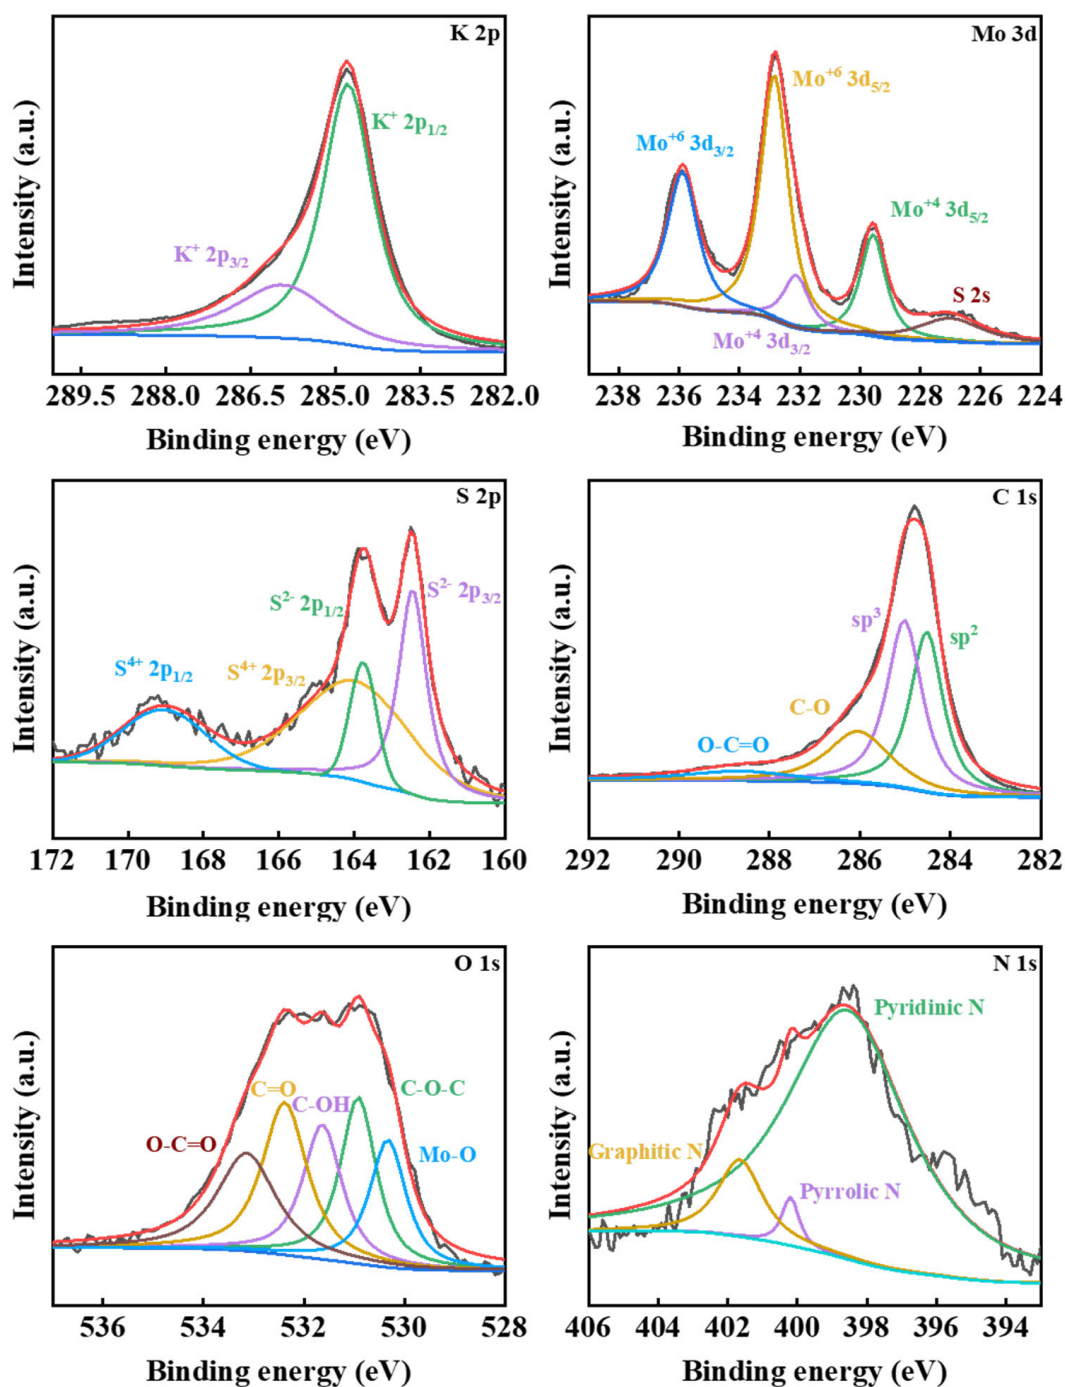 K 2p
K⁺ 2p₁/₂
K⁺ 2p₃/₂
Intensity (a.u.)
289.5 288.0 286.5 285.0 283.5 282.0
Binding energy (eV)
Mo 3d
Mo⁺⁶ 3d₅/₂
Mo⁺⁶ 3d₃/₂
Mo⁺⁴ 3d₅/₂
S 2s
Mo⁺⁴ 3d₃/₂
Intensity (a.u.)
238 236 234 232 230 228 226 224
Binding energy (eV)
S 2p
S²⁻ 2p₃/₂
S²⁻ 2p₁/₂
S⁴⁺ 2p₁/₂
S⁴⁺ 2p₃/₂
Intensity (a.u.)
172 170 168 166 164 162 160
Binding energy (eV)
C 1s
sp³
sp²
C-O
O-C=O
Intensity (a.u.)
292 290 288 286 284 282
Binding energy (eV)
O 1s
C=O
C-O-C
C-OH
O-C=O
Mo-O
Intensity (a.u.)
536 534 532 530 528
Binding energy (eV)
N 1s
Pyridinic N
Graphitic N
Pyrrolic N
Intensity (a.u.)
406 404 402 400 398 396 394
Binding energy (eV)